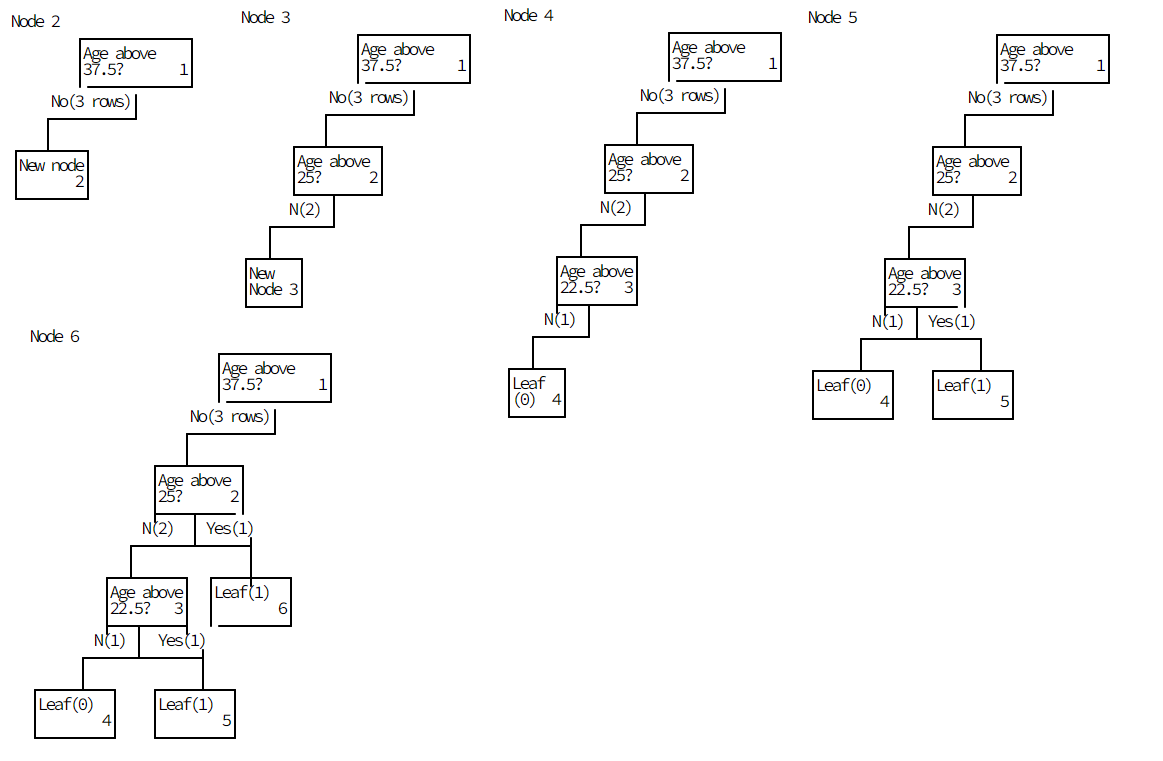 Node 2
Age above
37.5? 1
No(3 rows)
New node
2
Node 3
Age above
37.5? 1
No(3 rows)
Age above
25? 2
N(2)
New
Node 3
Node 4
Age above
37.5? 1
No(3 rows)
Age above
25? 2
N(2)
Age above
22.5? 3
N(1)
Leaf
(0) 4
Node 5
Age above
37.5? 1
No(3 rows)
Age above
25? 2
N(2)
Age above
22.5? 3
N(1) Yes(1)
Leaf(0)
4
Leaf(1)
5
Node 6
Age above
37.5? 1
No(3 rows)
Age above
25? 2
N(2) Yes(1)
Age above
22.5? 3
Leaf(1)
6
N(1) Yes(1)
Leaf(0)
4
Leaf(1)
5